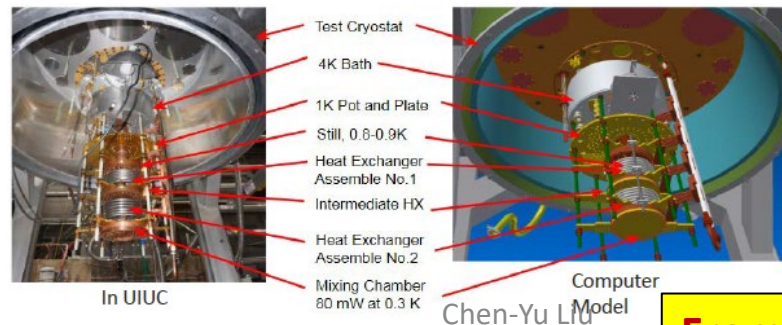 Test Cryostat
4K Bath
1K Pot and Plate
Still, 0.8-0.9K
Heat Exchanger
Assemble No.1
Intermediate HX
Heat Exchanger
Assemble No.2
Mixing Chamber
80 mW at 0.3 K
In UIUC
Computer
Model
Chen-Yu Liu